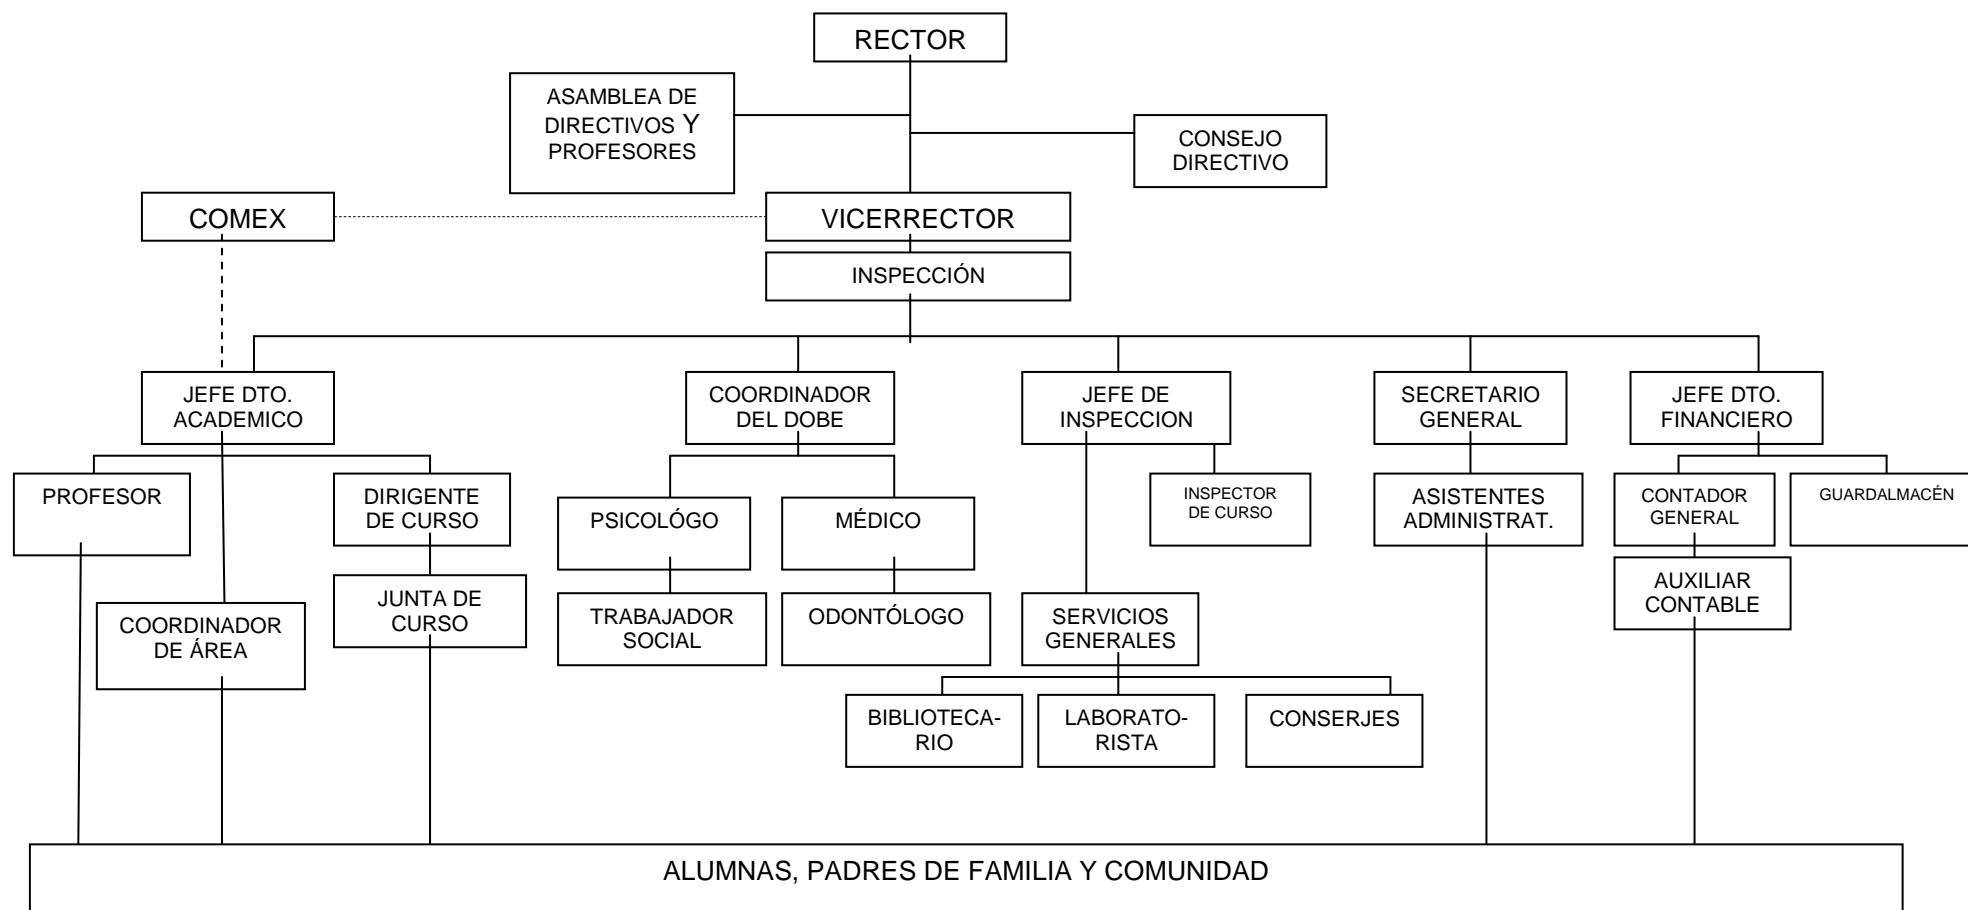 RECTOR
ASAMBLEA DE
DIRECTIVOS Y
PROFESORES
CONSEJO
DIRECTIVO
COMEX
VICERRECTOR
INSPECCIÓN
JEFE DTO.
ACADEMICO
COORDINADOR
DEL DOBE
JEFE DE
INSPECCION
SECRETARIO
GENERAL
JEFE DTO.
FINANCIERO
PROFESOR
DIRIGENTE
DE CURSO
PSICOLÓGO
MÉDICO
INSPECTOR
DE CURSO
ASISTENTES
ADMINISTRAT.
CONTADOR
GENERAL
GUARDALMACÉN
COORDINADOR
DE ÁREA
JUNTA DE
CURSO
TRABAJADOR
SOCIAL
ODONTÓLOGO
SERVICIOS
GENERALES
AUXILIAR
CONTABLE
BIBLIOTECA-
RIO
LABORATO-
RISTA
CONSERJES
ALUMNAS, PADRES DE FAMILIA Y COMUNIDAD